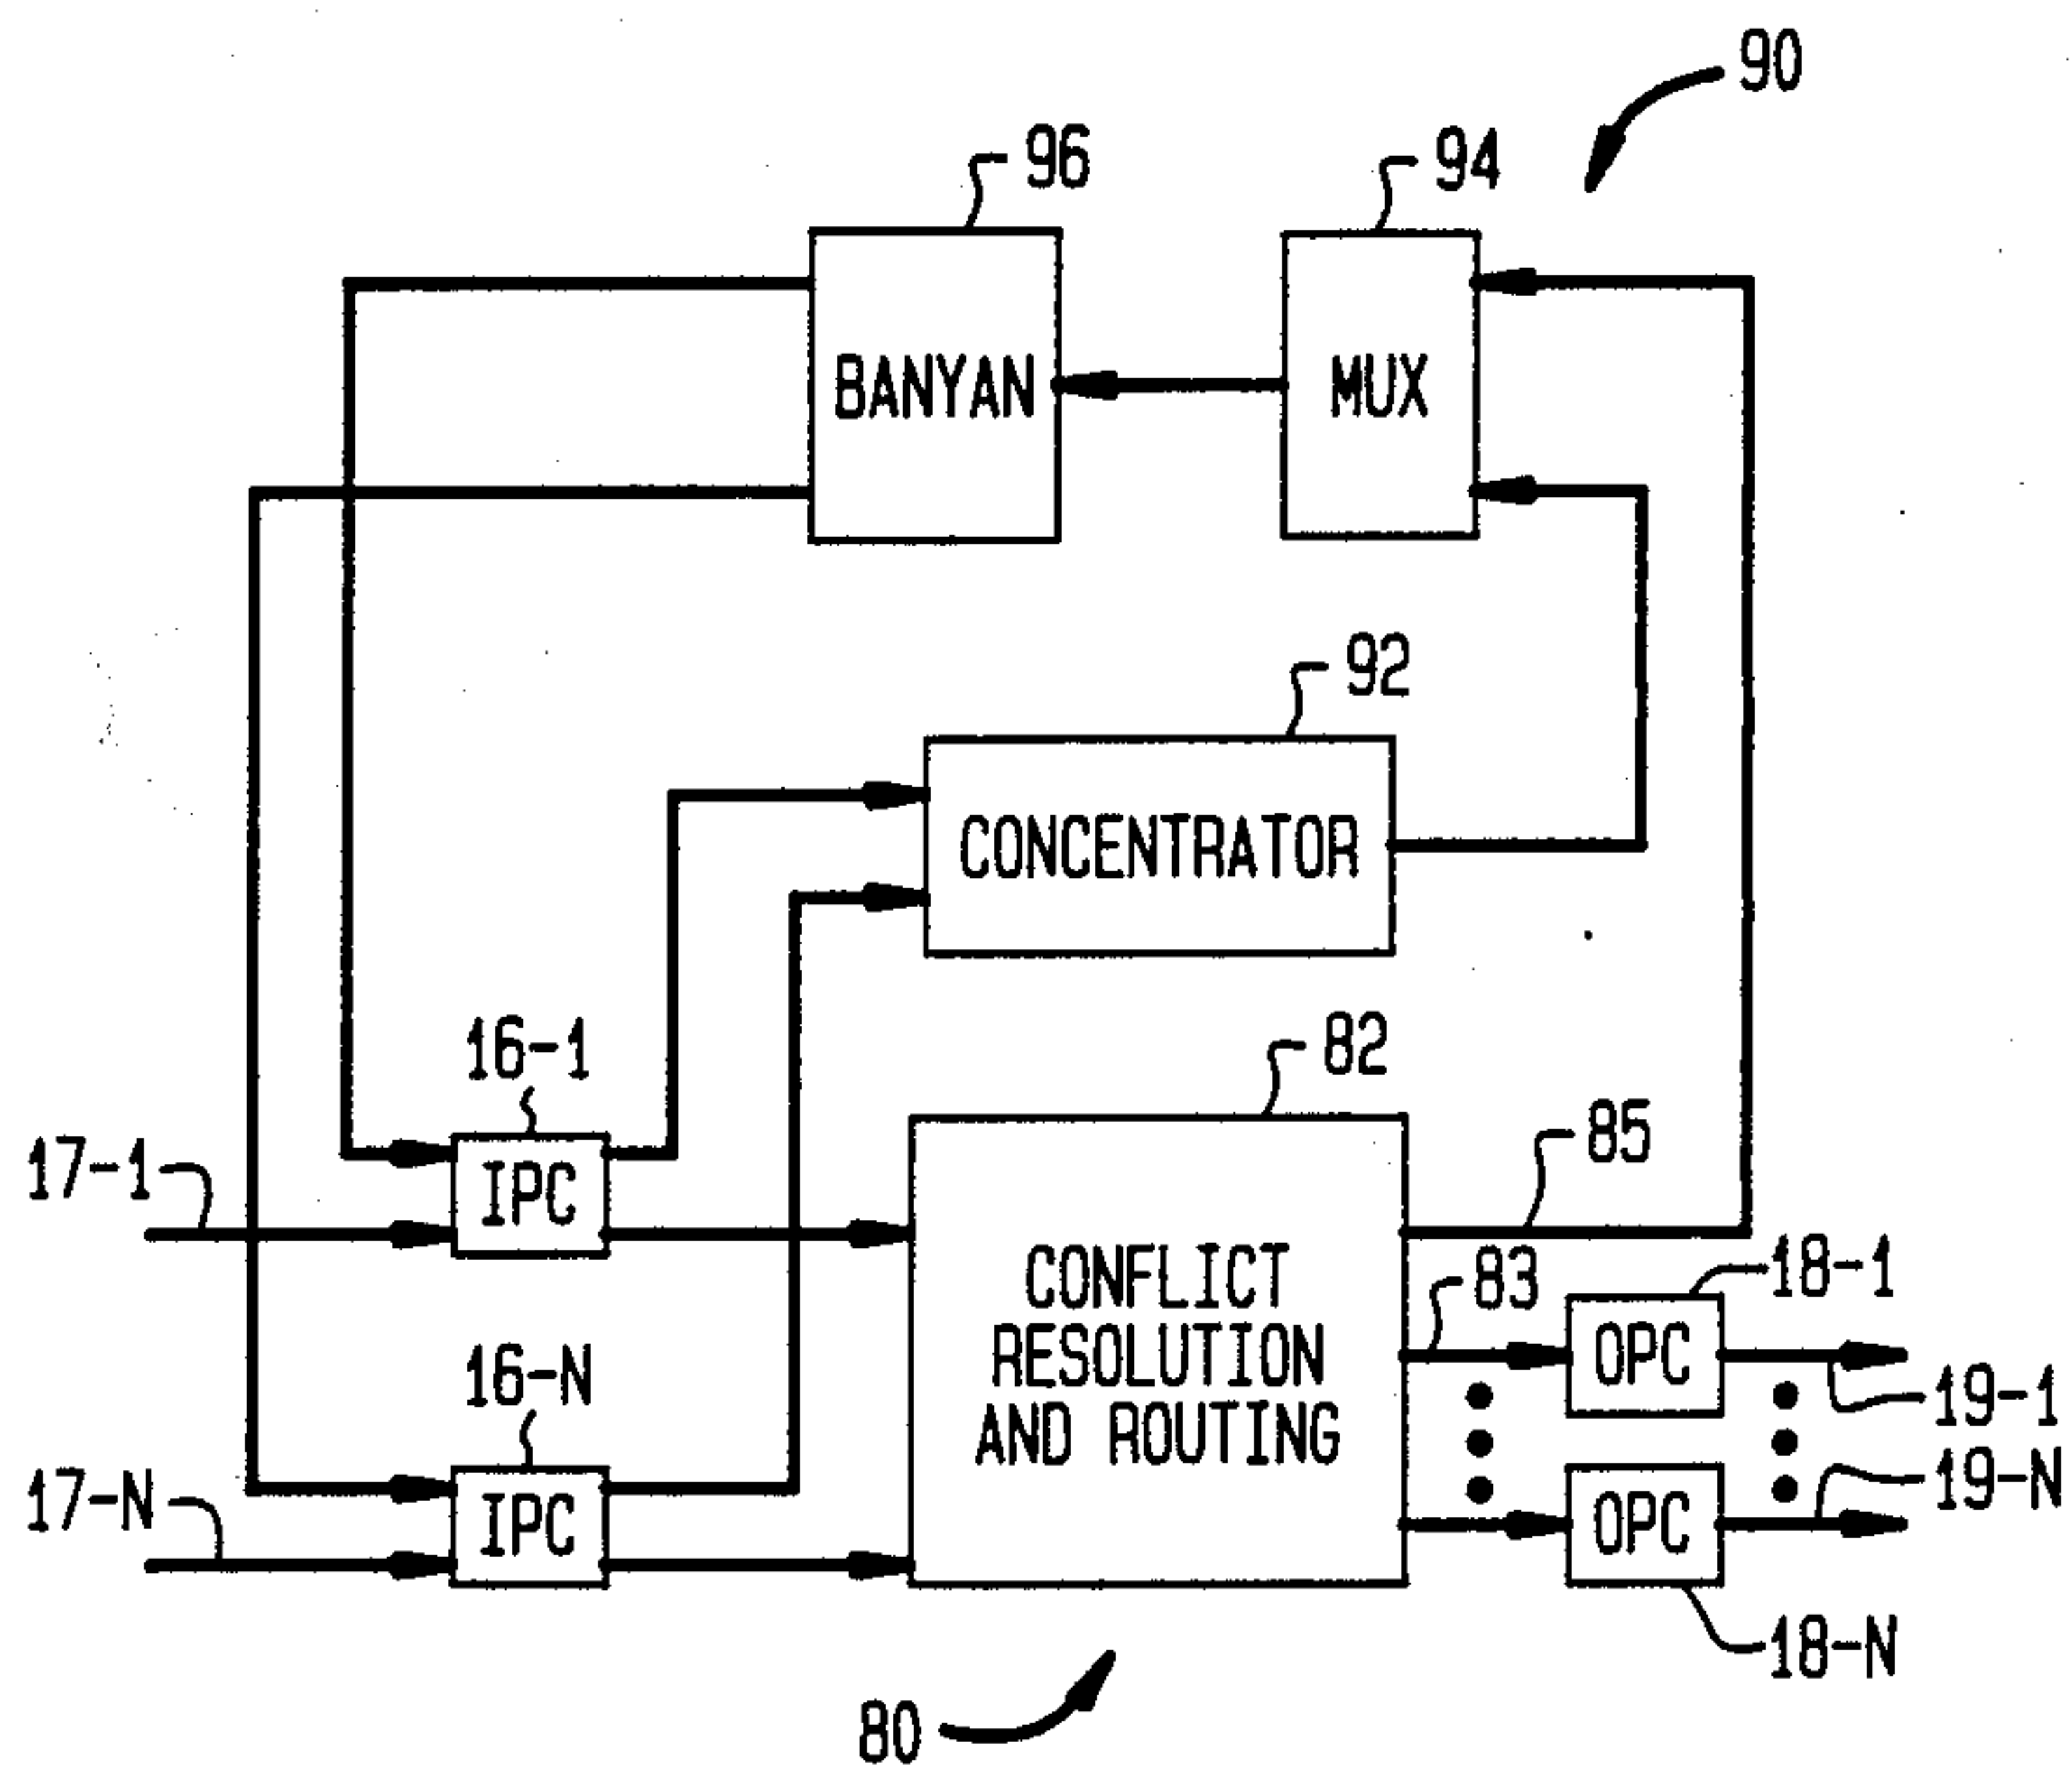 90
96
94
BANYAN
MUX
92
CONCENTRATOR
16-1
82
85
17-1
IPC
83
18-1
CONFLICT
RESOLUTION
AND ROUTING
OPC
19-1
16-N
17-N
IPC
OPC
19-N
18-N
80